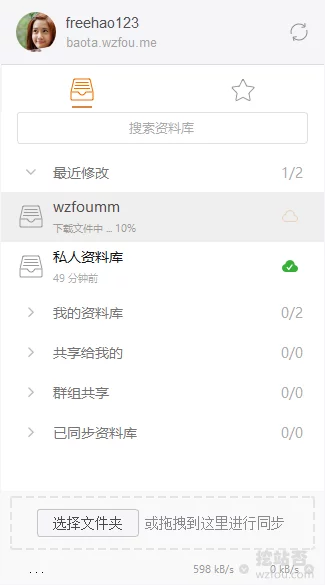 freehao123
baota.wzfou.me
搜索资料库
最近修改 1/2
wzfoumm
下载文件中 ... 10%
私人资料库
49 分钟前
我的资料库 0/2
共享给我的 0/0
群组共享 0/0
已同步资料库 0/0
选择文件夹 或拖拽到这里进行同步
挖站否
... 598 kB/s 0 kB/s
wzfou.com